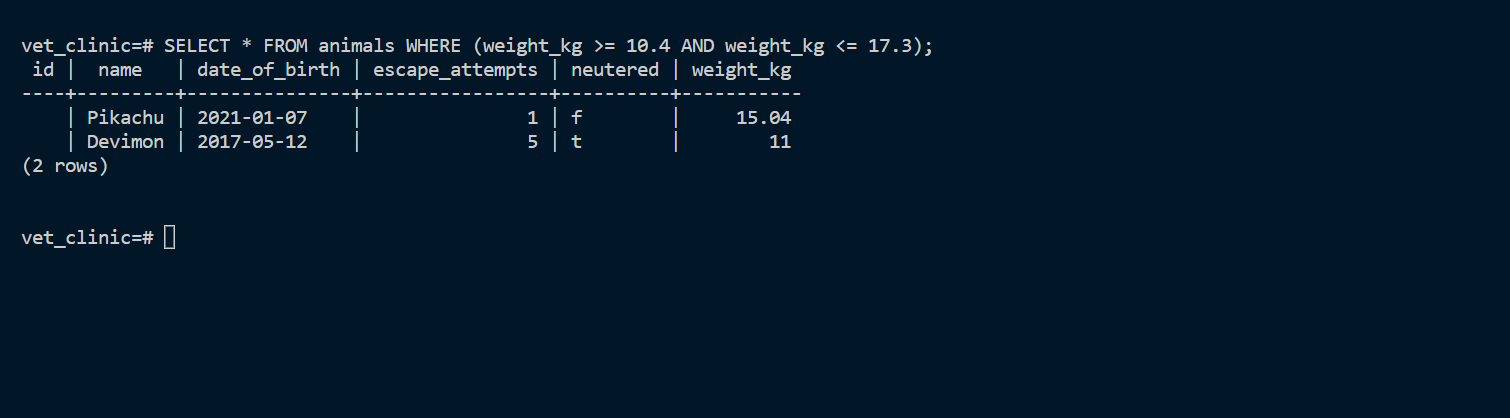 vet_clinic=# SELECT * FROM animals WHERE (weight_kg >= 10.4 AND weight_kg <= 17.3);
 id |  name   | date_of_birth | escape_attempts | neutered | weight_kg
----+---------+---------------+-----------------+----------+-----------
    | Pikachu | 2021-01-07    |               1 | f        |     15.04
    | Devimon | 2017-05-12    |               5 | t        |        11
(2 rows)
vet_clinic=#